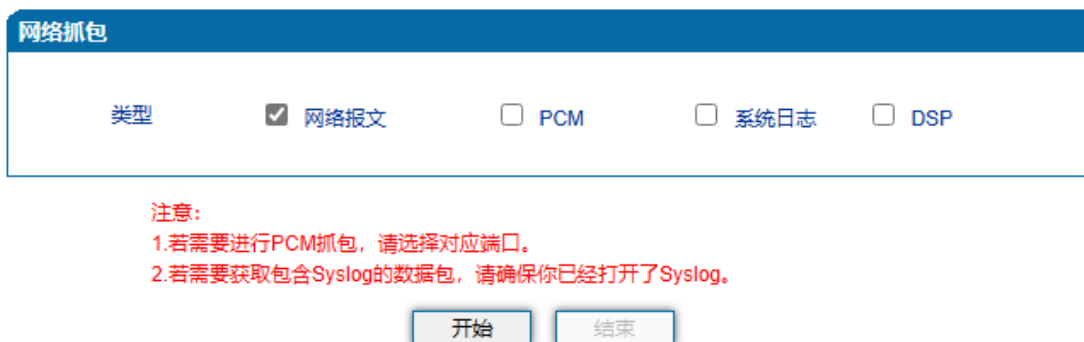 网络抓包
类型 网络报文 PCM 系统日志 DSP
注意：
1.若需要进行PCM抓包，请选择对应端口。
2.若需要获取包含Syslog的数据包，请确保你已经打开了Syslog。
开始 结束